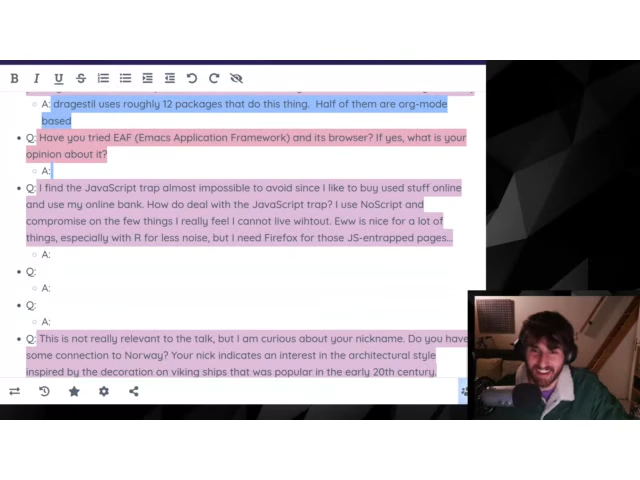 B I U S
A: dragestil uses roughly 12 packages that do this thing. Half of them are org-mode
based
Q: Have you tried EAF (Emacs Application Framework) and its browser? If yes, what is your
opinion about it?
A:
Q: I find the JavaScript trap almost impossible to avoid since I like to buy used stuff online
and use my online bank. How do deal with the JavaScript trap? I use NoScript and
compromise on the few things I really feel I cannot live wihtout. Eww is nice for a lot of
things, especially with R for less noise, but I need Firefox for those JS-entrapped pages...
A:
Q:
A:
Q:
A:
Q: This is not really relevant to the talk, but I am curious about your nickname. Do you have
some connection to Norway? Your nick indicates an interest in the architectural style
inspired by the decoration on viking ships that was popular in the early 20th century.